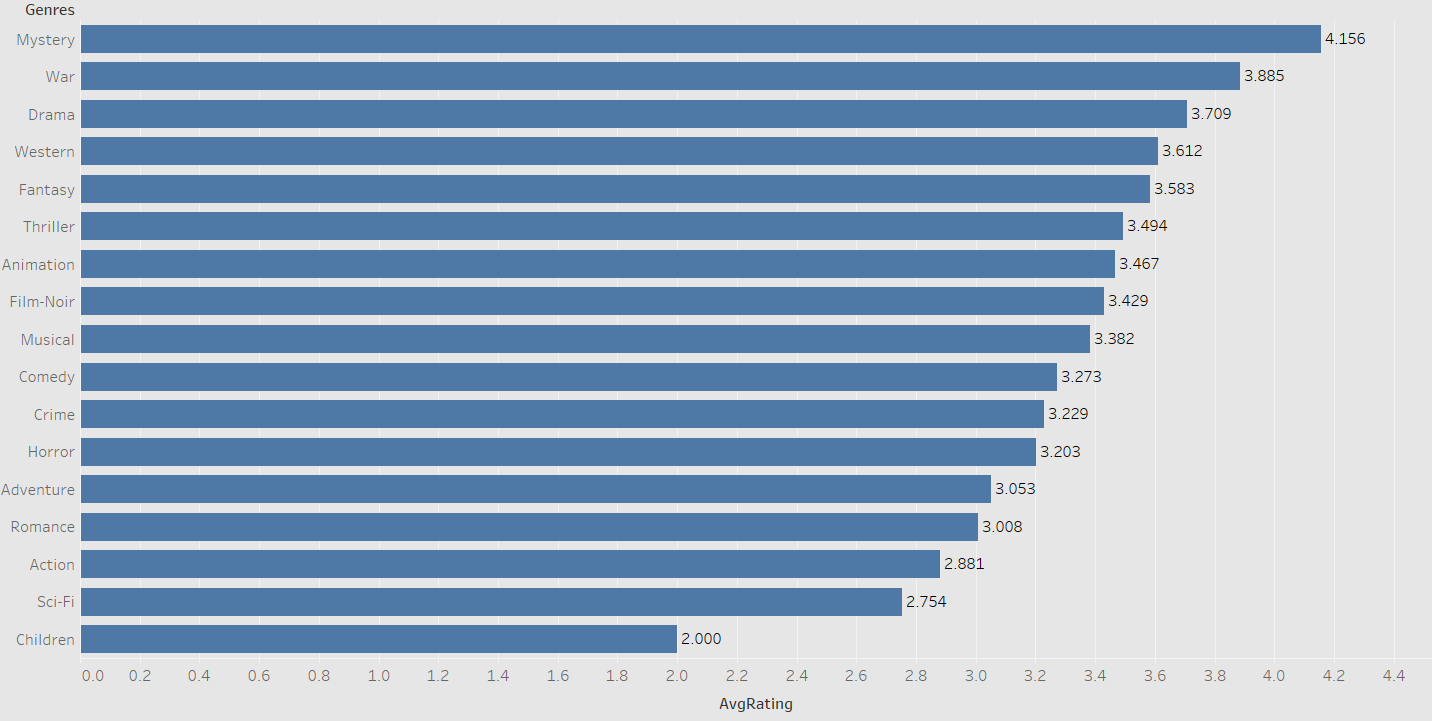 Genres
Mystery 4.156
War 3.885
Drama 3.709
Western 3.612
Fantasy 3.583
Thriller 3.494
Animation 3.467
Film-Noir 3.429
Musical 3.382
Comedy 3.273
Crime 3.229
Horror 3.203
Adventure 3.053
Romance 3.008
Action 2.881
Sci-Fi 2.754
Children 2.000
0.0 0.2 0.4 0.6 0.8 1.0 1.2 1.4 1.6 1.8 2.0 2.2 2.4 2.6 2.8 3.0 3.2 3.4 3.6 3.8 4.0 4.2 4.4
AvgRating